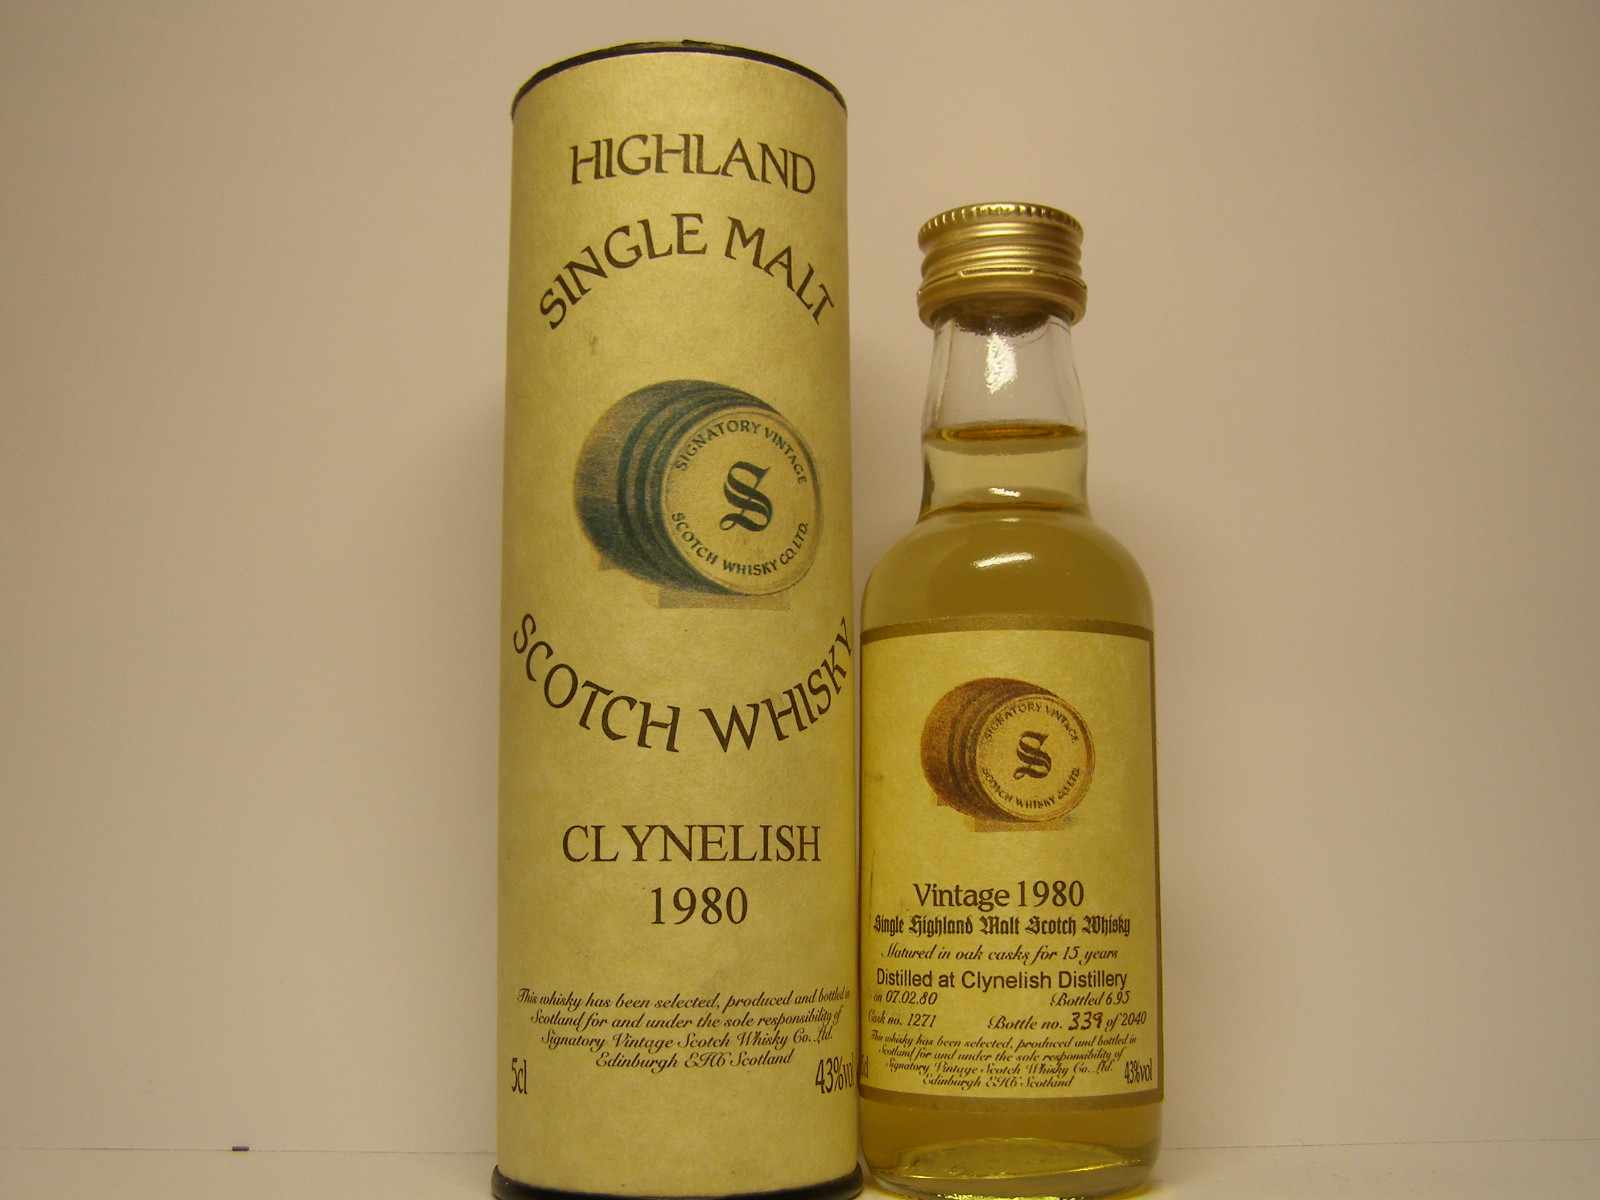 HIGHLAND
SINGLE MALT
SIGNATORY VINTAGE
S
SCOTCH WHISKY CO. LTD.
SCOTCH WHISKY
CLYNELISH
1980
This whisky has been selected, produced and bottled in
Scotland for and under the sole responsibility of
Signatory Vintage Scotch Whisky Co. Ltd.
Edinburgh EH6 Scotland
5cl 43%vol
SIGNATORY VINTAGE
S
SCOTCH WHISKY CO LTD.
Vintage 1980
Single Highland Malt Scotch Whisky
Matured in oak casks for 15 years
Distilled at Clynelish Distillery
on 07.02.80 Bottled 6.95
Cask no. 1271 Bottle no. 339 of 2040
This whisky has been selected, produced and bottled in
Scotland for and under the sole responsibility of
Signatory Vintage Scotch Whisky Co. Ltd.
Edinburgh EH6 Scotland
43%vol